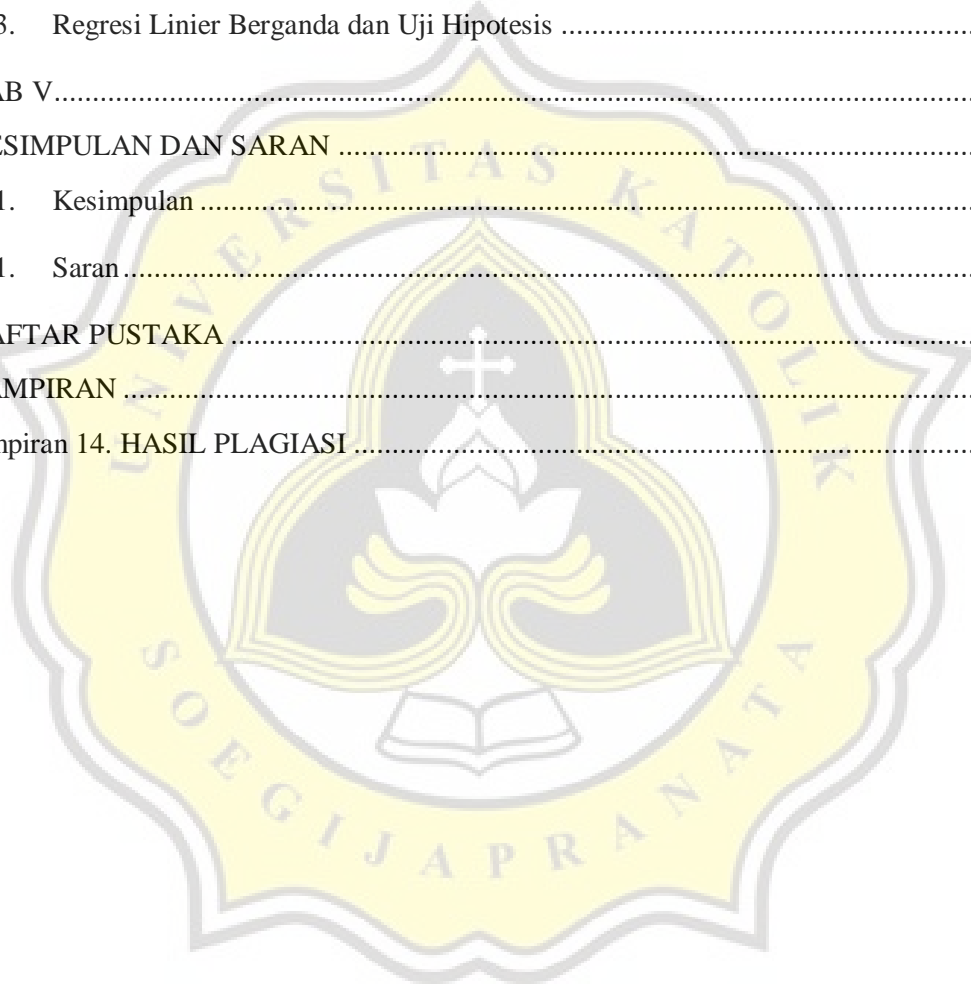 3. Regresi Linier Berganda dan Uji Hipotesis ......................................................
AB V.........................................................................................................................
ESIMPULAN DAN SARAN ...................................................................................
1. Kesimpulan .....................................................................................................
1. Saran...............................................................................................................
AFTAR PUSTAKA .................................................................................................
AMPIRAN ...............................................................................................................
mpiran 14. HASIL PLAGIASI .................................................................................
UNIVERSITAS KATOLIK
SOEGIJAPRANATA